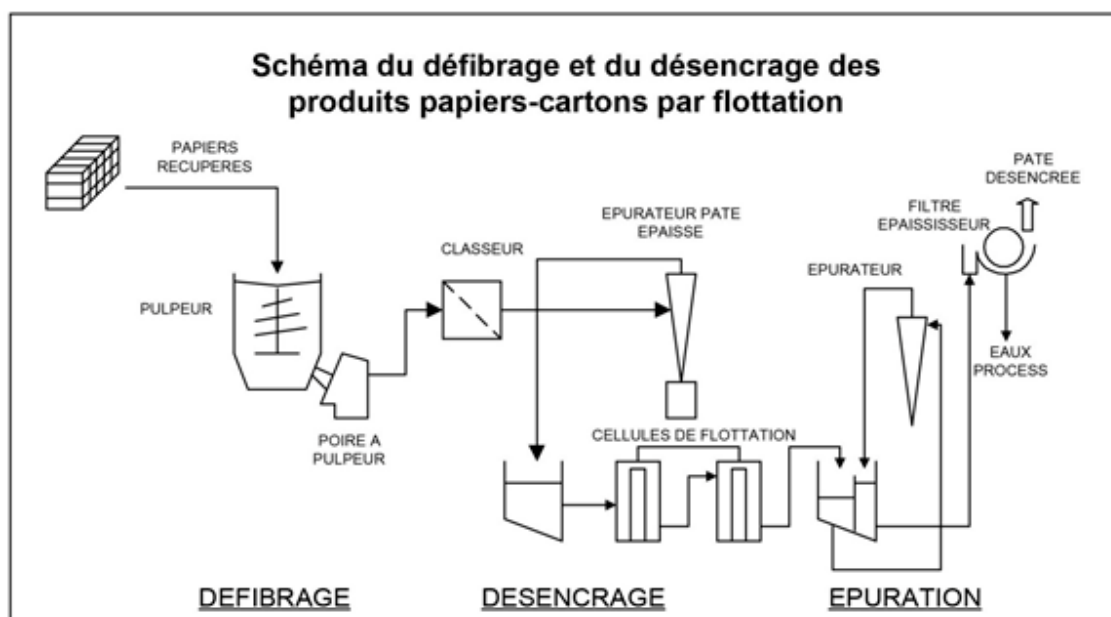 Schéma du défibrage et du désencrage des
produits papiers-cartons par flottation
PAPIERS
RECUPERES
PATE
DESENCREE
FILTRE
EPAISSISSEUR
EPURATEUR PATE
EPAISSE
CLASSEUR
EPURATEUR
PULPEUR
EAUX
PROCESS
POIRE A
PULPEUR
CELLULES DE FLOTTATION
DEFIBRAGE
DESENCRAGE
EPURATION